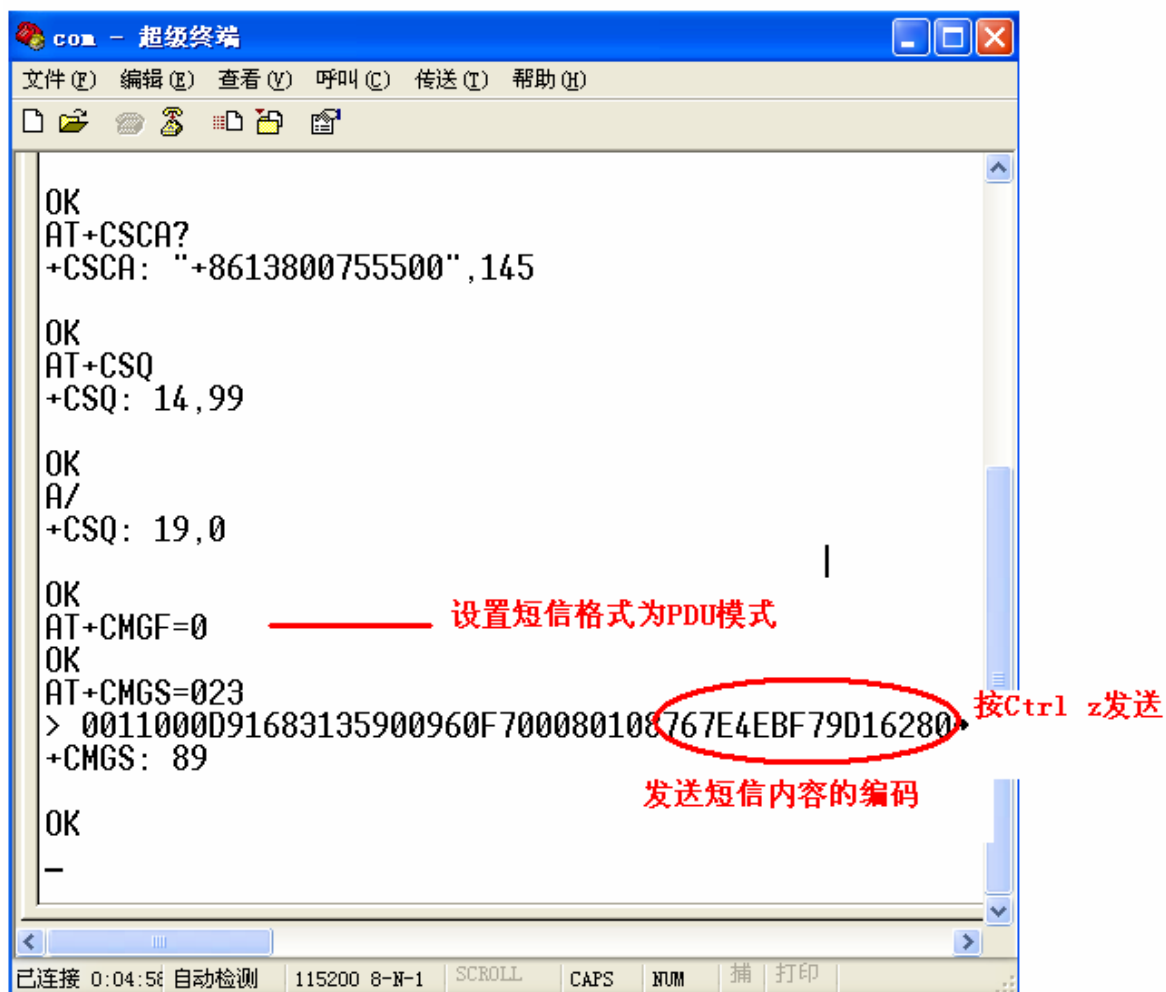 com - 超级终端
文件(F) 编辑(E) 查看(V) 呼叫(C) 传送(T) 帮助(H)
OK
AT+CSCA?
+CSCA: "+8613800755500",145
OK
AT+CSQ
+CSQ: 14,99
OK
A/
+CSQ: 19,0
OK
AT+CMGF=0 设置短信格式为PDU模式
OK
AT+CMGS=023
> 0011000D91683135900960F700080108767E4EBF79D16280 按Ctrl z发送
+CMGS: 89
发送短信内容的编码
OK
已连接 0:04:58 自动检测 115200 8-N-1 SCROLL CAPS NUM 捕 打印